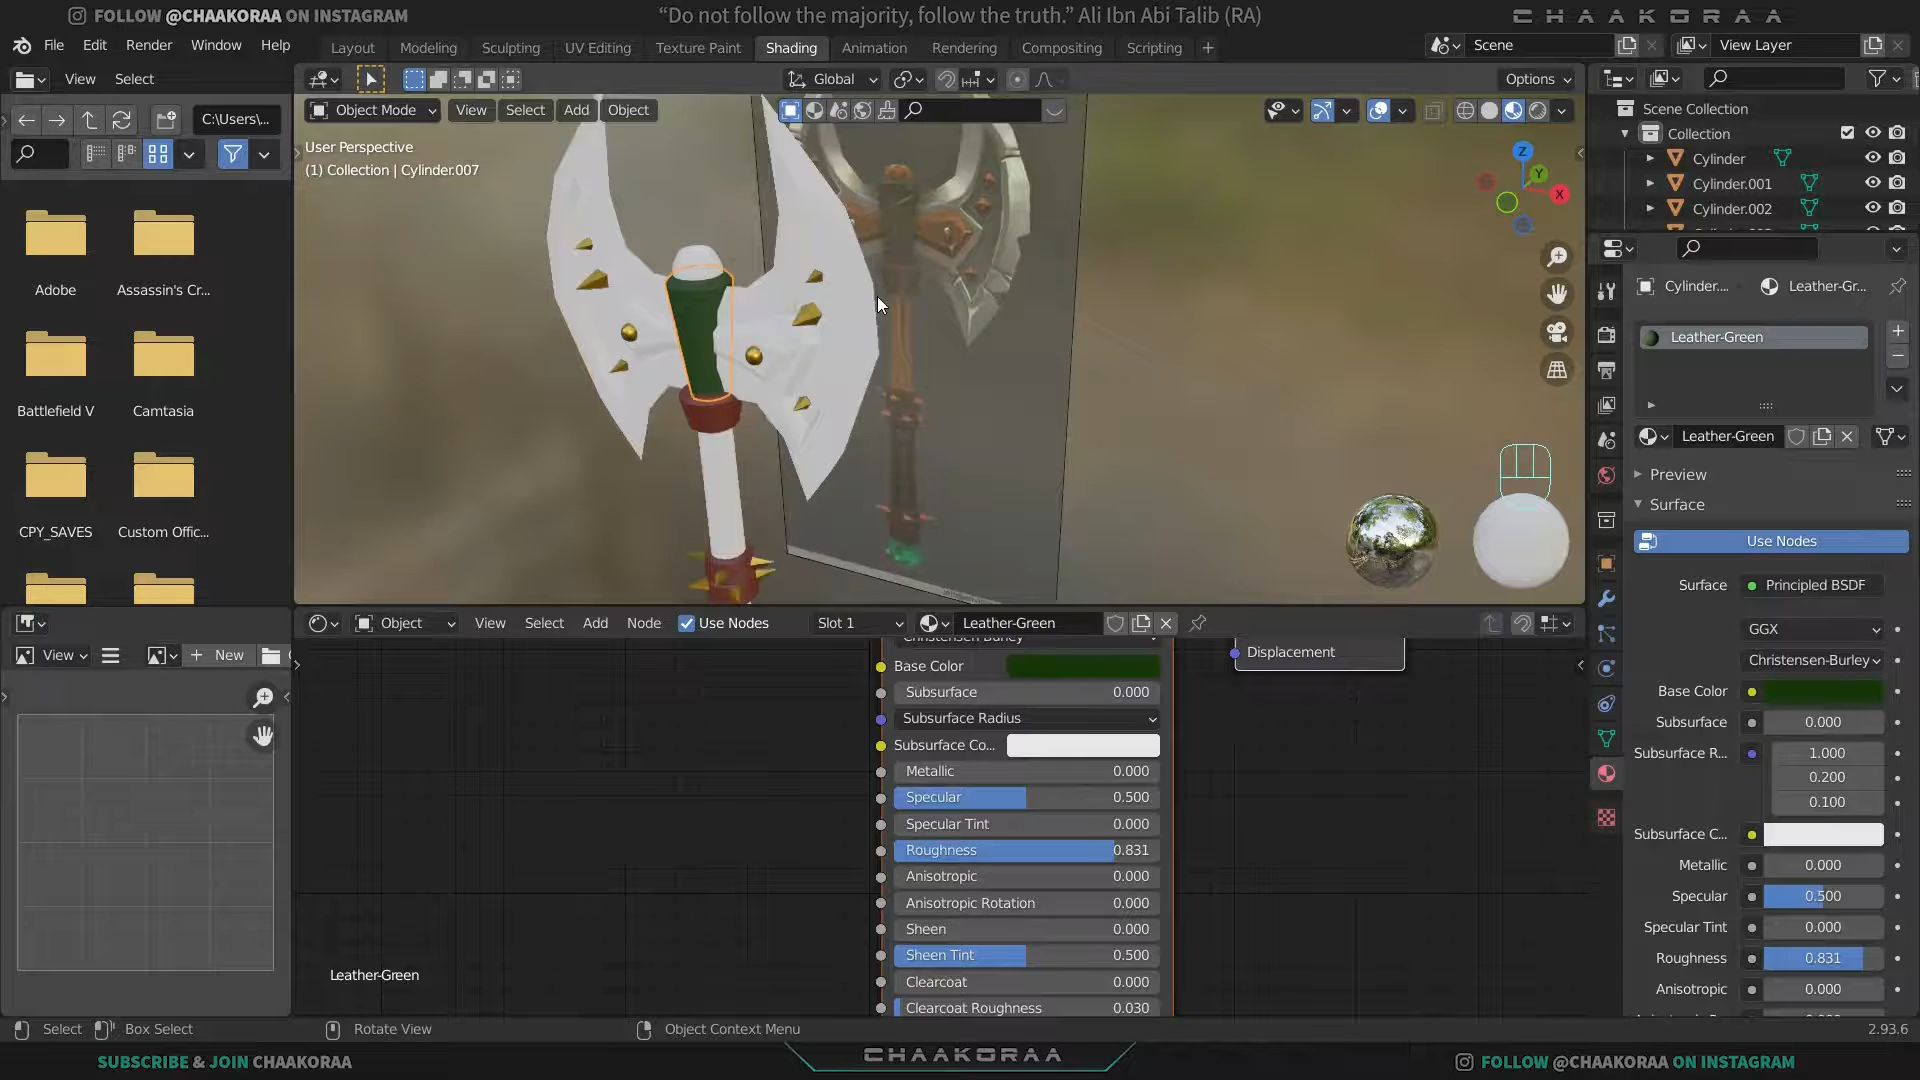 FOLLOW @CHAAKORAA ON INSTAGRAM
“Do not follow the majority, follow the truth.” Ali Ibn Abi Talib (RA)
CHAAKORAA
File Edit Render Window Help
Layout Modeling Sculpting UV Editing Texture Paint Shading Animation Rendering Compositing Scripting +
Scene
View Layer
View Select
Global
Options
C:\Users\...
Object Mode View Select Add Object
User Perspective
(1) Collection | Cylinder.007
Z
Y
X
Adobe
Assassin's Cr...
Battlefield V
Camtasia
CPY_SAVES
Custom Offic...
Scene Collection
Collection
Cylinder
Cylinder.001
Cylinder.002
Cylinder....
Leather-Gr...
Leather-Green
Leather-Green
Preview
Surface
Use Nodes
Surface
Principled BSDF
GGX
Christensen-Burley
Base Color
Subsurface 0.000
Subsurface R... 1.000
0.200
0.100
Subsurface C...
Metallic 0.000
Specular 0.500
Specular Tint 0.000
Roughness 0.831
Anisotropic 0.000
View
New
Object View Select Add Node Use Nodes Slot 1 Leather-Green
Christensen-Burley
Displacement
Base Color
Subsurface 0.000
Subsurface Radius
Subsurface Co...
Metallic 0.000
Specular 0.500
Specular Tint 0.000
Roughness 0.831
Anisotropic 0.000
Anisotropic Rotation 0.000
Sheen 0.000
Sheen Tint 0.500
Clearcoat 0.000
Clearcoat Roughness 0.030
Leather-Green
Select Box Select Rotate View Object Context Menu
2.93.6
SUBSCRIBE & JOIN CHAAKORAA
CHAAKORAA
FOLLOW @CHAAKORAA ON INSTAGRAM